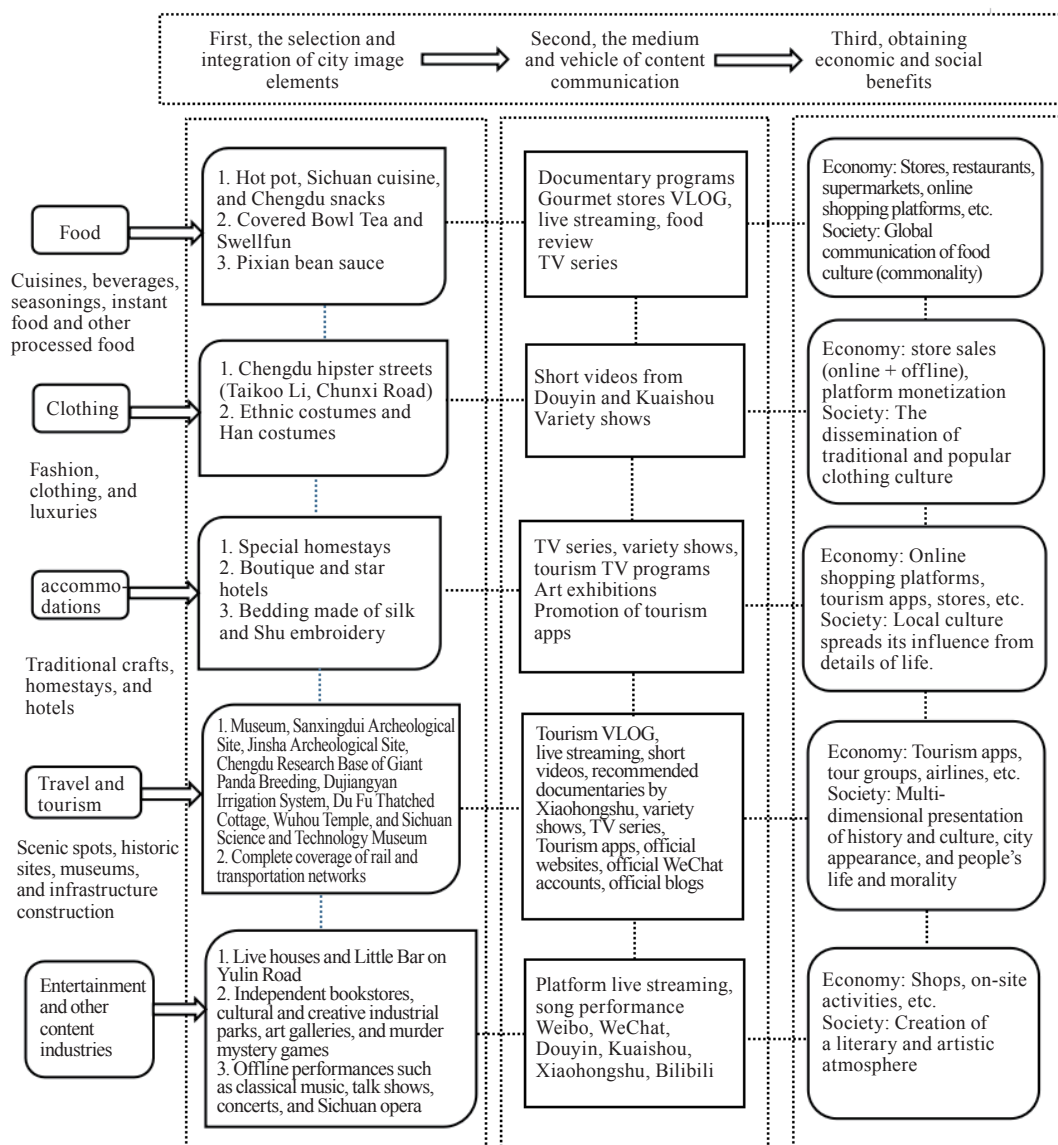 First, the selection and
integration of city image
elements
Second, the medium
and vehicle of content
communication
Third, obtaining
economic and social
benefits
Food
Cuisines, beverages,
seasonings, instant
food and other
processed food
1. Hot pot, Sichuan cuisine,
and Chengdu snacks
2. Covered Bowl Tea and
Swellfun
3. Pixian bean sauce
Documentary programs
Gourmet stores VLOG,
live streaming, food
review
TV series
Economy: Stores, restaurants,
supermarkets, online
shopping platforms, etc.
Society: Global
communication of food
culture (commonality)
Clothing
Fashion,
clothing, and
luxuries
1. Chengdu hipster streets
(Taikoo Li, Chunxi Road)
2. Ethnic costumes and
Han costumes
Short videos from
Douyin and Kuaishou
Variety shows
Economy: store sales
(online + offline),
platform monetization
Society: The
dissemination of
traditional and popular
clothing culture
accommo-
dations
Traditional crafts,
homestays, and
hotels
1. Special homestays
2. Boutique and star
hotels
3. Bedding made of silk
and Shu embroidery
TV series, variety shows,
tourism TV programs
Art exhibitions
Promotion of tourism
apps
Economy: Online
shopping platforms,
tourism apps, stores, etc.
Society: Local culture
spreads its influence from
details of life.
Travel and
tourism
Scenic spots, historic
sites, museums,
and infrastructure
construction
1. Museum, Sanxingdui Archeological
Site, Jinsha Archeological Site,
Chengdu Research Base of Giant
Panda Breeding, Dujiangyan
Irrigation System, Du Fu Thatched
Cottage, Wuhou Temple, and Sichuan
Science and Technology Museum
2. Complete coverage of rail and
transportation networks
Tourism VLOG,
live streaming, short
videos, recommended
documentaries by
Xiaohongshu, variety
shows, TV series,
Tourism apps, official
websites, official WeChat
accounts, official blogs
Economy: Tourism apps,
tour groups, airlines, etc.
Society: Multi-
dimensional presentation
of history and culture, city
appearance, and people's
life and morality
Entertainment
and other
content
industries
1. Live houses and Little Bar on
Yulin Road
2. Independent bookstores,
cultural and creative industrial
parks, art galleries, and murder
mystery games
3. Offline performances such
as classical music, talk shows,
concerts, and Sichuan opera
Platform live streaming,
song performance
Weibo, WeChat,
Douyin, Kuaishou,
Xiaohongshu, Bilibili
Economy: Shops, on-site
activities, etc.
Society: Creation of
a literary and artistic
atmosphere